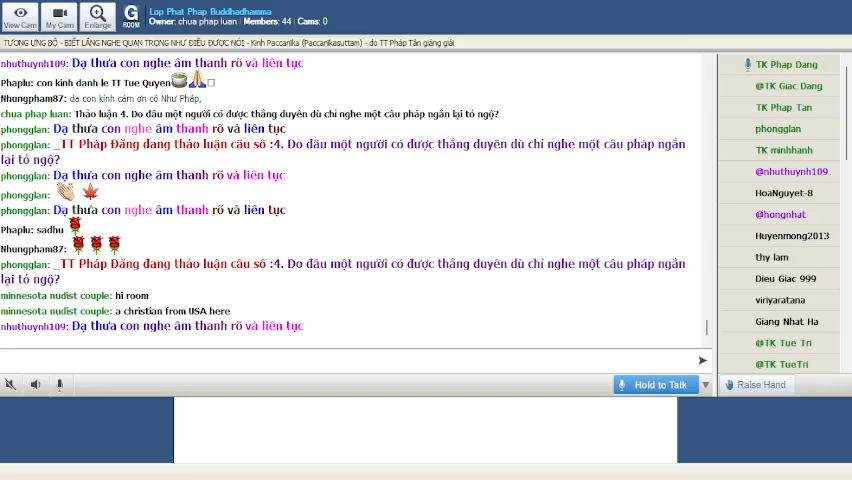 View Cam
My Cam
Enlarge
G
ROOM
Lop Phat Phap Buddhadhamma
Owner: chua phap luan : Members: 44 : Cams: 0
TƯƠNG ƯNG BỘ - BIẾT LẮNG NGHE QUAN TRỌNG NHƯ ĐIỀU ĐƯỢC NÓI - Kinh Paccanika (Paccanikasuttam) - do TT Pháp Tân giảng giải
nhuthuynh109: Dạ thưa con nghe âm thanh rõ và liên tục
Phaplu: con kinh danh le TT Tue Quyen
Nhungpham87: dạ con kính cám ơn cô Như Pháp,
chua phap luan: Thảo luận 4. Do đâu một người có được thắng duyên dù chỉ nghe một câu pháp ngắn lại tỏ ngộ?
phongglan: Dạ thưa con nghe âm thanh rõ và liên tục
phongglan: _TT Pháp Đăng đang thảo luận câu số :4. Do đâu một người có được thắng duyên dù chỉ nghe một câu pháp ngắn
lại tỏ ngộ?
phongglan: Dạ thưa con nghe âm thanh rõ và liên tục
phongglan:
phongglan: Dạ thưa con nghe âm thanh rõ và liên tục
Phaplu: sadhu
Nhungpham87:
phongglan: _TT Pháp Đăng đang thảo luận câu số :4. Do đâu một người có được thắng duyên dù chỉ nghe một câu pháp ngắn
lại tỏ ngộ?
minnesota nudist couple: hi room
minnesota nudist couple: a christian from USA here
nhuthuynh109: Dạ thưa con nghe âm thanh rõ và liên tục
Hold to Talk
TK Phap Dang
@TK Giac Dang
TK Phap Tan
phongglan
TK minhhanh
@nhuthuynh109
HoaNguyet-8
@hongnhat
Huyenmong2013
thy lam
Dieu Giac 999
viriyaratana
Giang Nhat Ha
@TK Tue Tri
@TK TueTri
Raise Hand